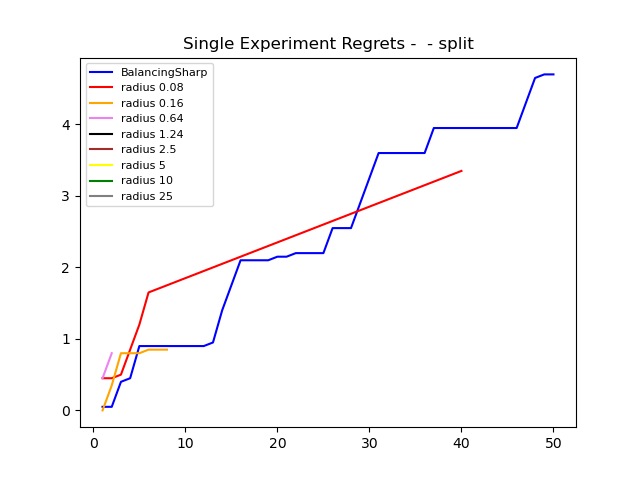 Single Experiment Regrets -  - split
BalancingSharp
radius 0.08
radius 0.16
radius 0.64
radius 1.24
radius 2.5
radius 5
radius 10
radius 25
4
3
2
1
0
0 10 20 30 40 50